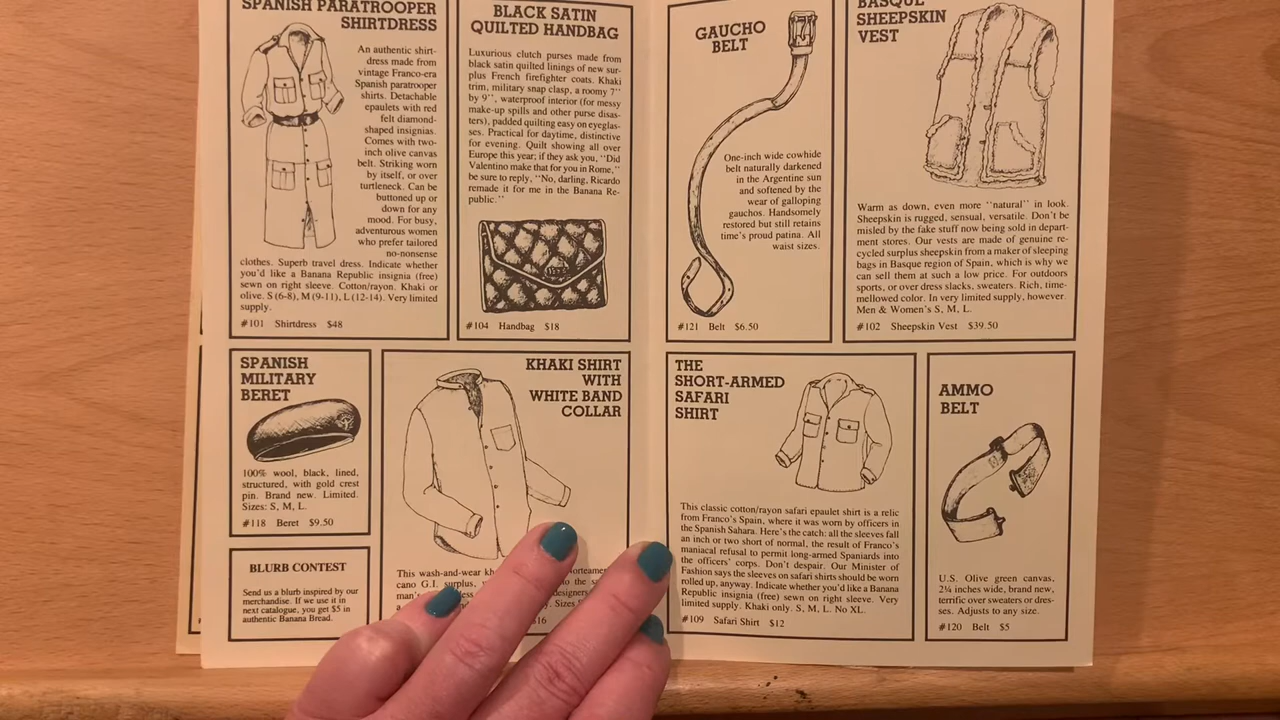 SPANISH PARATROOPER
SHIRTDRESS
An authentic shirt-
dress made from
vintage Franco-era
Spanish paratrooper
shirts. Detachable
epaulets with red
felt diamond-
shaped insignias.
Comes with two-
inch olive canvas
belt. Striking worn
by itself, or over
turtleneck. Can be
buttoned up or
down for any
mood. For busy,
adventurous women
who prefer tailored
no-nonsense
clothes. Superb travel dress. Indicate whether
you'd like a Banana Republic insignia (free)
sewn on right sleeve. Cotton/rayon. Khaki or
olive. S (6-8), M (9-11), L (12-14). Very limited
supply.
#101 Shirtdress $48
BLACK SATIN
QUILTED HANDBAG
Luxurious clutch purses made from
black satin quilted linings of new sur-
plus French firefighter coats. Khaki
trim, military snap clasp, a roomy 7"
by 9", waterproof interior (for messy
make-up spills and other purse disas-
ters), padded quilting easy on eyeglas-
ses. Practical for daytime, distinctive
for evening. Quilt showing all over
Europe this year; if they ask you, "Did
Valentino make that for you in Rome,"
be sure to reply, "No, darling, Ricardo
remade it for me in the Banana Re-
public."
#104 Handbag $18
GAUCHO
BELT
One-inch wide cowhide
belt naturally darkened
in the Argentine sun
and softened by the
wear of galloping
gauchos. Handsomely
restored but still retains
time's proud patina. All
waist sizes.
#121 Belt $6.50
BASQUE
SHEEPSKIN
VEST
Warm as down, even more "natural" in look.
Sheepskin is rugged, sensual, versatile. Don't be
misled by the fake stuff now being sold in depart-
ment stores. Our vests are made of genuine re-
cycled surplus sheepskin from a maker of sleeping
bags in Basque region of Spain, which is why we
can sell them at such a low price. For outdoors
sports, or over dress slacks, sweaters. Rich, time-
mellowed color. In very limited supply, however.
Men & Women's S, M, L.
#102 Sheepskin Vest $39.50
SPANISH
MILITARY
BERET
100% wool, black, lined,
structured, with gold crest
pin. Brand new. Limited.
Sizes: S, M, L.
#118 Beret $9.50
BLURB CONTEST
Send us a blurb inspired by our
merchandise. If we use it in
next catalogue, you get $5 in
authentic Banana Bread.
KHAKI SHIRT
WITH
WHITE BAND
COLLAR
This wash-and-wear
cano G.I. surplus,
man's
Sizes
THE
SHORT-ARMED
SAFARI
SHIRT
This classic cotton/rayon safari epaulet shirt is a relic
from Franco's Spain, where it was worn by officers in
the Spanish Sahara. Here's the catch: all the sleeves fall
an inch or two short of normal, the result of Franco's
maniacal refusal to permit long-armed Spaniards into
the officers' corps. Don't despair. Our Minister of
Fashion says the sleeves on safari shirts should be worn
rolled up, anyway. Indicate whether you'd like a Banana
Republic insignia (free) sewn on right sleeve. Very
limited supply. Khaki only. S, M, L. No XL.
#109 Safari Shirt $12
AMMO
BELT
U.S. Olive green canvas,
2¼ inches wide, brand new,
terrific over sweaters or dres-
ses. Adjusts to any size.
#120 Belt $5